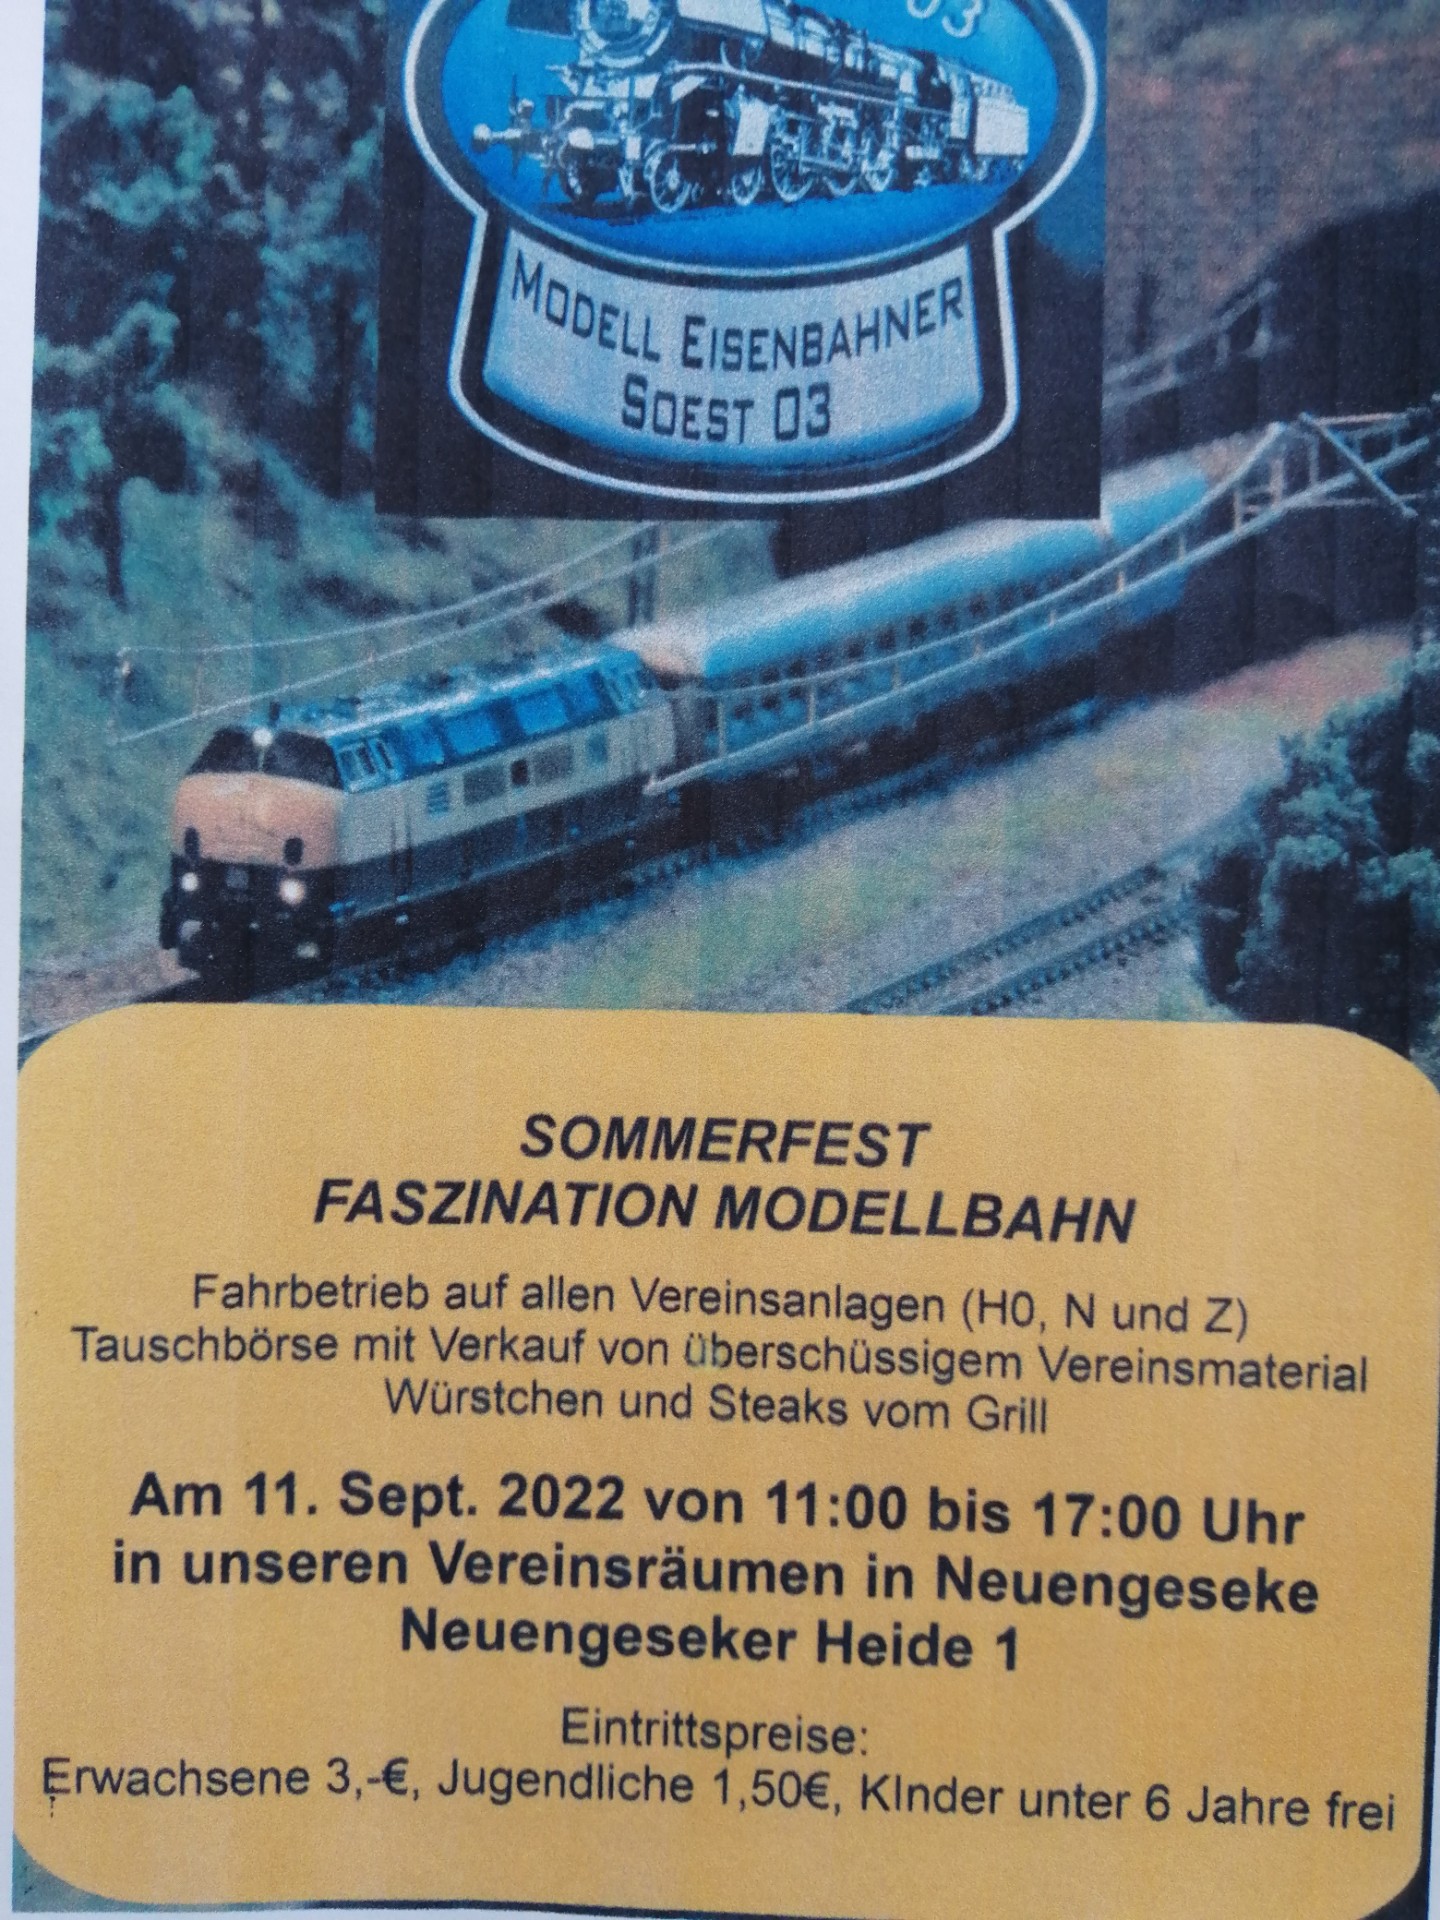 03
MODELL EISENBAHNER
SOEST 03
SOMMERFEST
FASZINATION MODELLBAHN
Fahrbetrieb auf allen Vereinsanlagen (H0, N und Z)
Tauschbörse mit Verkauf von überschüssigem Vereinsmaterial
Würstchen und Steaks vom Grill
Am 11. Sept. 2022 von 11:00 bis 17:00 Uhr
in unseren Vereinsräumen in Neuengeseke
Neuengeseker Heide 1
Eintrittspreise:
Erwachsene 3,-€, Jugendliche 1,50€, KInder unter 6 Jahre frei